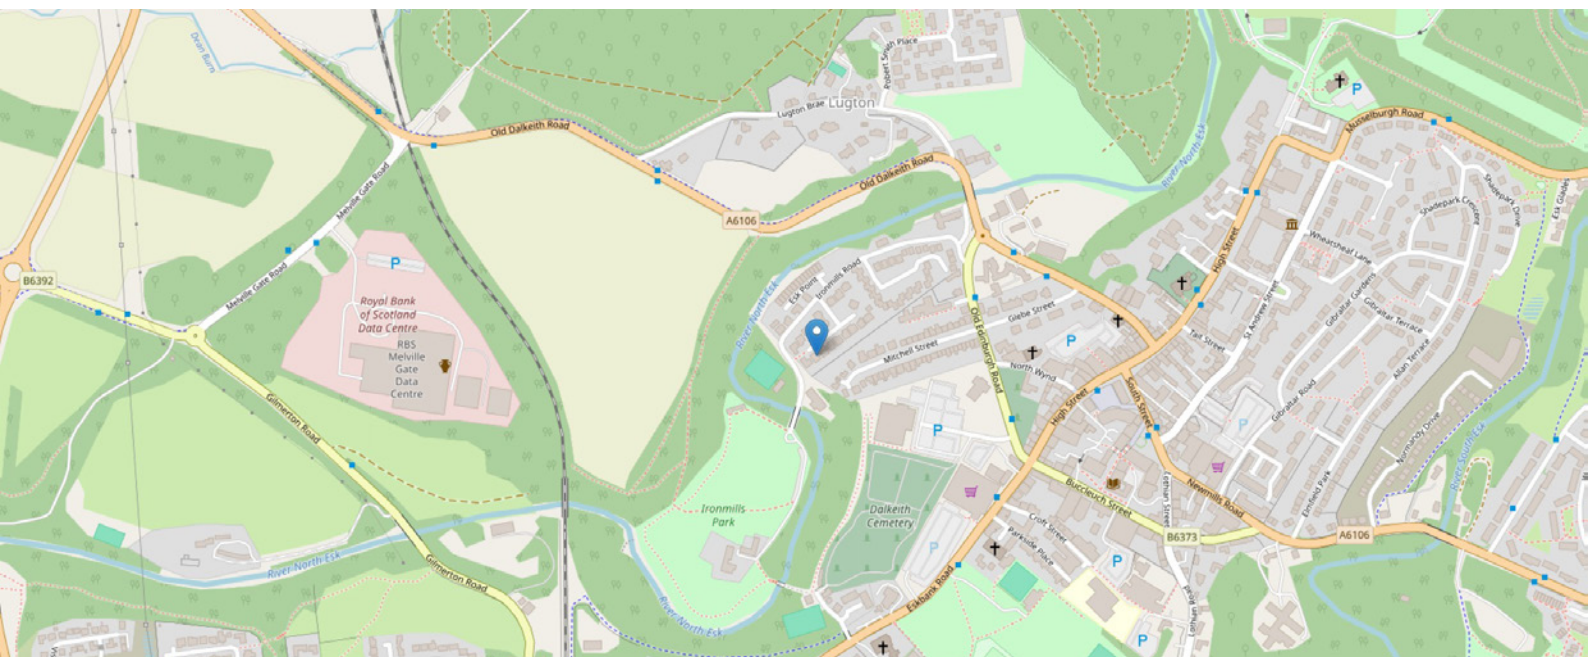 Dean Burn
Old Dalkeith Road
Lugton Brae
Lugton
Robert Smith Place
Musselburgh Road
River North Esk
Melville Gate Road
Melville Gate Road
B6392
A6106
Old Dalkeith Road
P
Royal Bank
of Scotland
Data Centre
RBS
Melville
Gate
Data
Centre
Gilmerton Road
Gilmerton Road
River North Esk
River North Esk
River North Esk
Esk Point
Ironmills Road
Mitchell Street
Glebe Street
Old Edinburgh Road
North Wynd
P
P
High Street
High Street
South Street
Tait Street
St Andrew Street
Wheatsheaf Lane
Shadepark Crescent
Shadepark Drive
Esk Glades
P
Gibraltar Gardens
Gibraltar Terrace
Allan Terrace
Gibraltar Road
Normandy Drive
Elmfield Park
River South Esk
P
Newmills Road
Buccleuch Street
B6373
A6106
Lothian Street
Lothian Road
Croft Street
Parkside Place
P
P
P
Dalkeith
Cemetery
Ironmills
Park
Eskbank Road